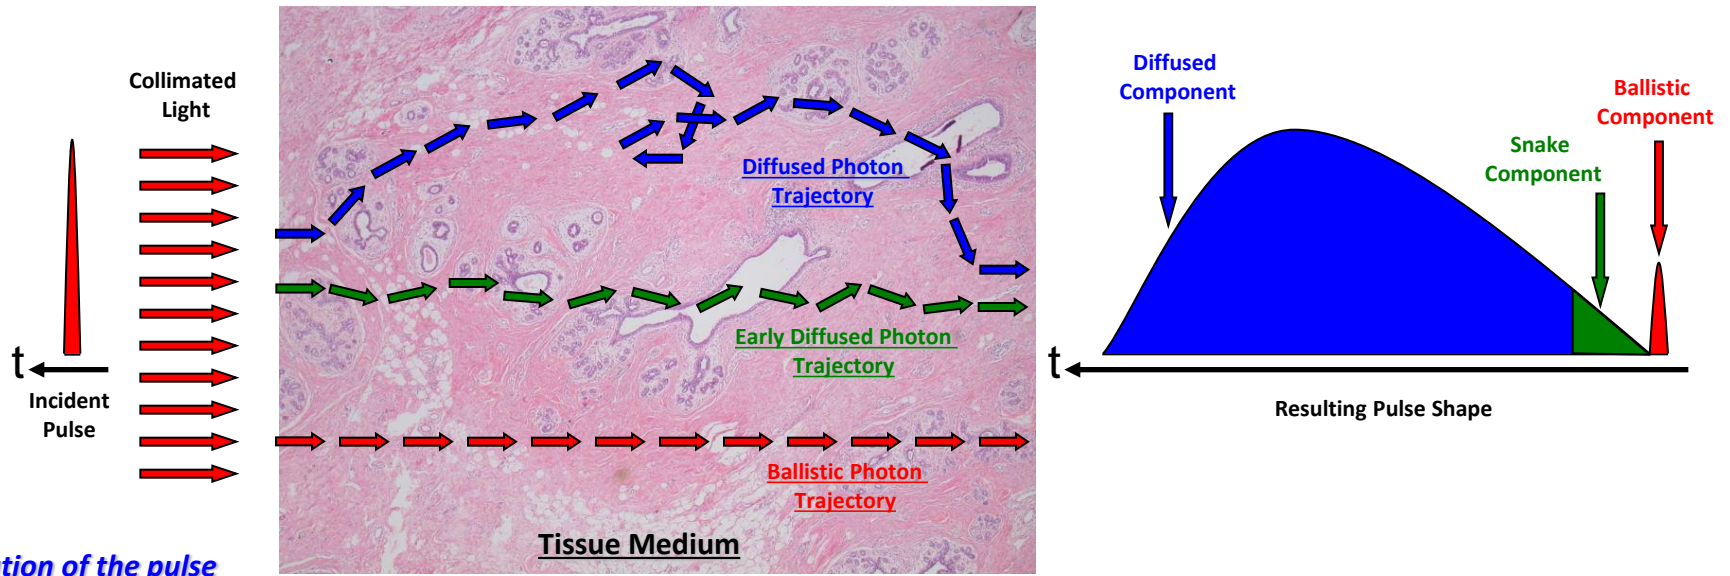 Collimated
Light
t
Incident
Pulse
Diffused Photon
Trajectory
Early Diffused Photon
Trajectory
Ballistic Photon
Trajectory
Tissue Medium
of the pulse
Diffused
Component
Snake
Component
Ballistic
Component
t
Resulting Pulse Shape